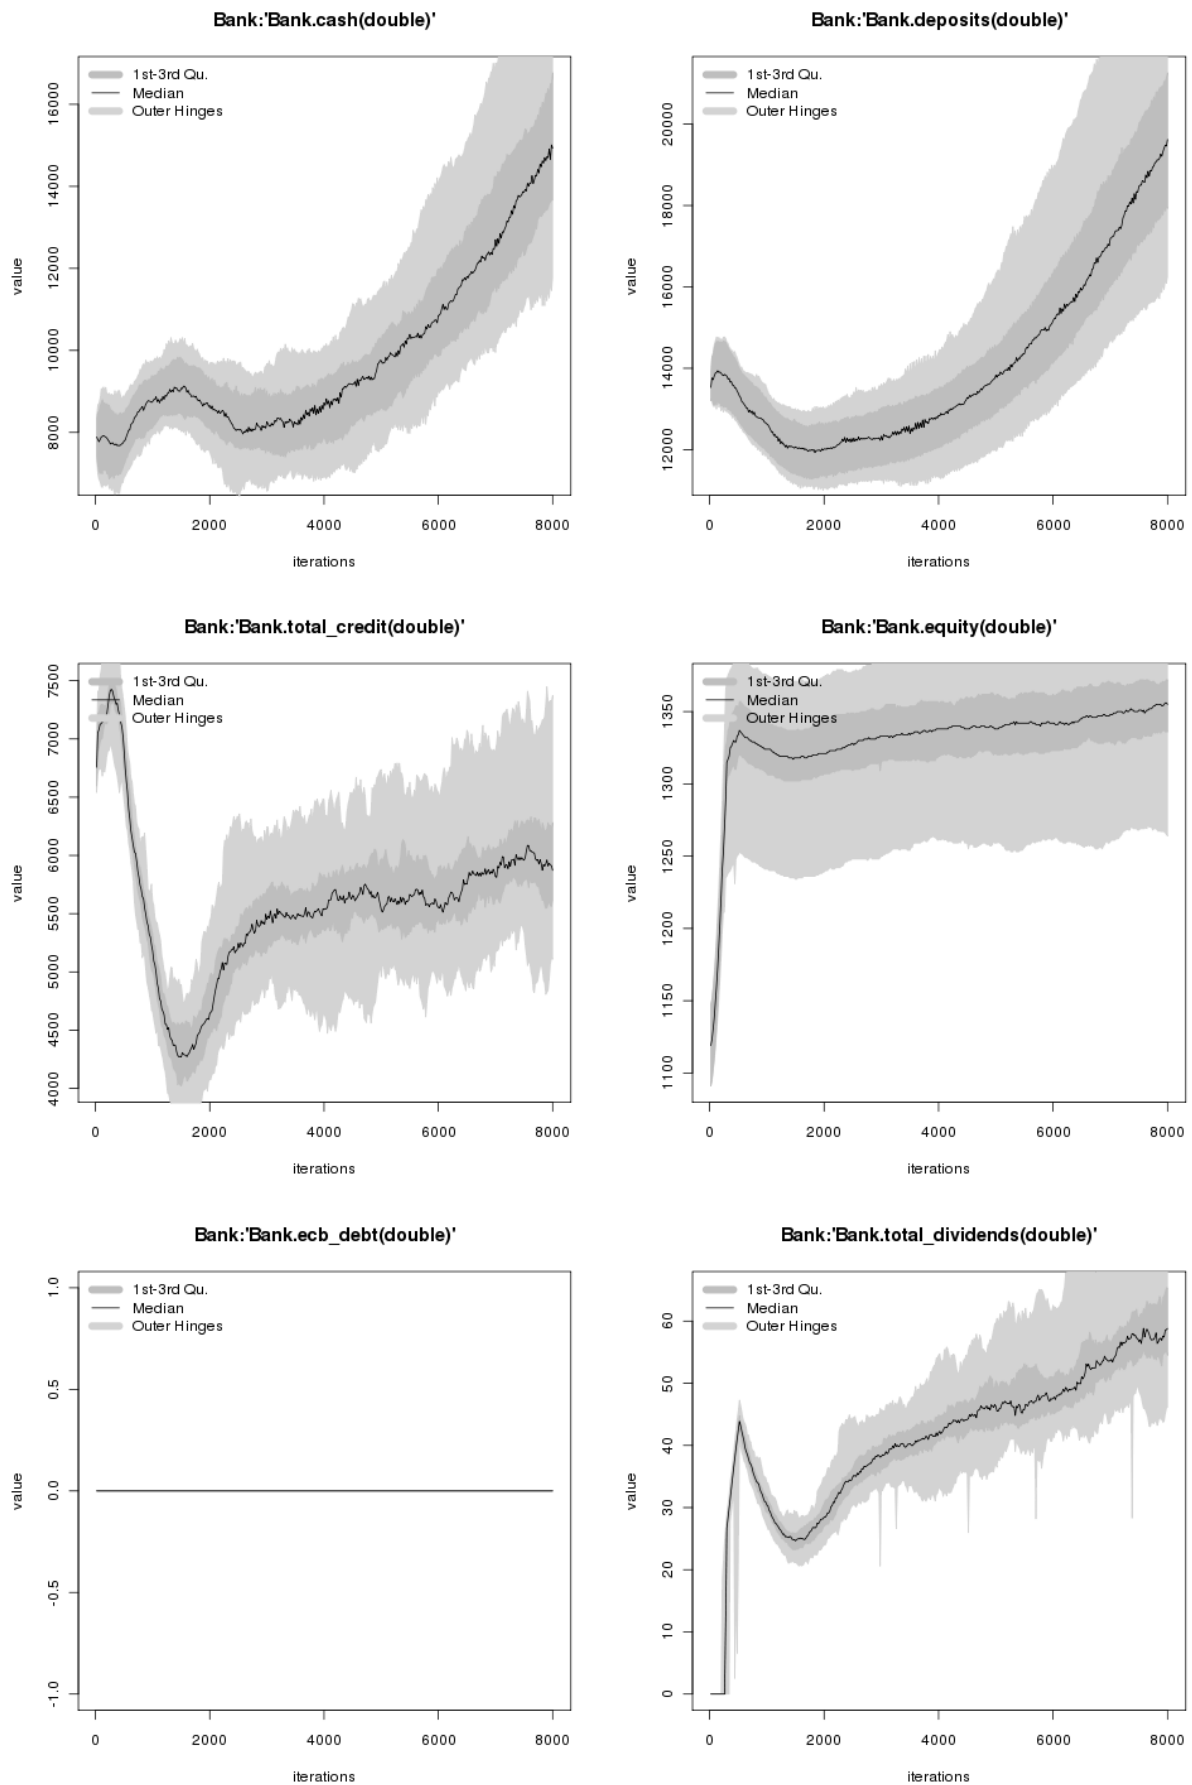 Bank:'Bank.cash(double)'
1st-3rd Qu.
Median
Outer Hinges
value
8000 10000 12000 14000 16000
0 2000 4000 6000 8000
iterations
Bank:'Bank.deposits(double)'
1st-3rd Qu.
Median
Outer Hinges
value
12000 14000 16000 18000 20000
0 2000 4000 6000 8000
iterations
Bank:'Bank.total_credit(double)'
1st-3rd Qu.
Median
Outer Hinges
value
4000 4500 5000 5500 6000 6500 7000 7500
0 2000 4000 6000 8000
iterations
Bank:'Bank.equity(double)'
1st-3rd Qu.
Median
Outer Hinges
value
1100 1150 1200 1250 1300 1350
0 2000 4000 6000 8000
iterations
Bank:'Bank.ecb_debt(double)'
1st-3rd Qu.
Median
Outer Hinges
value
-1.0 -0.5 0.0 0.5 1.0
0 2000 4000 6000 8000
iterations
Bank:'Bank.total_dividends(double)'
1st-3rd Qu.
Median
Outer Hinges
value
0 10 20 30 40 50 60
0 2000 4000 6000 8000
iterations